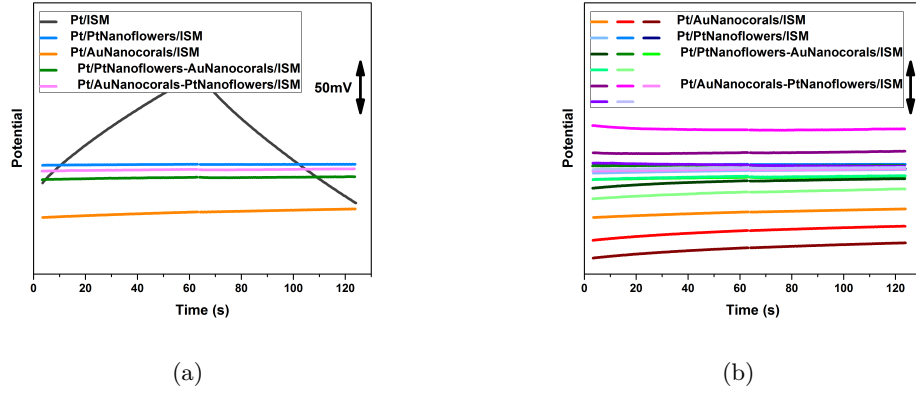 Pt/ISM
Pt/PtNanoflowers/ISM
Pt/AuNanocorals/ISM
Pt/PtNanoflowers-AuNanocorals/ISM
Pt/AuNanocorals-PtNanoflowers/ISM
50mV
Potential
0 20 40 60 80 100 120
Time (s)
(a)
Pt/AuNanocorals/ISM
Pt/PtNanoflowers/ISM
Pt/PtNanoflowers-AuNanocorals/ISM
Pt/AuNanocorals-PtNanoflowers/ISM
50mV
Potential
0 20 40 60 80 100 120
Time (s)
(b)